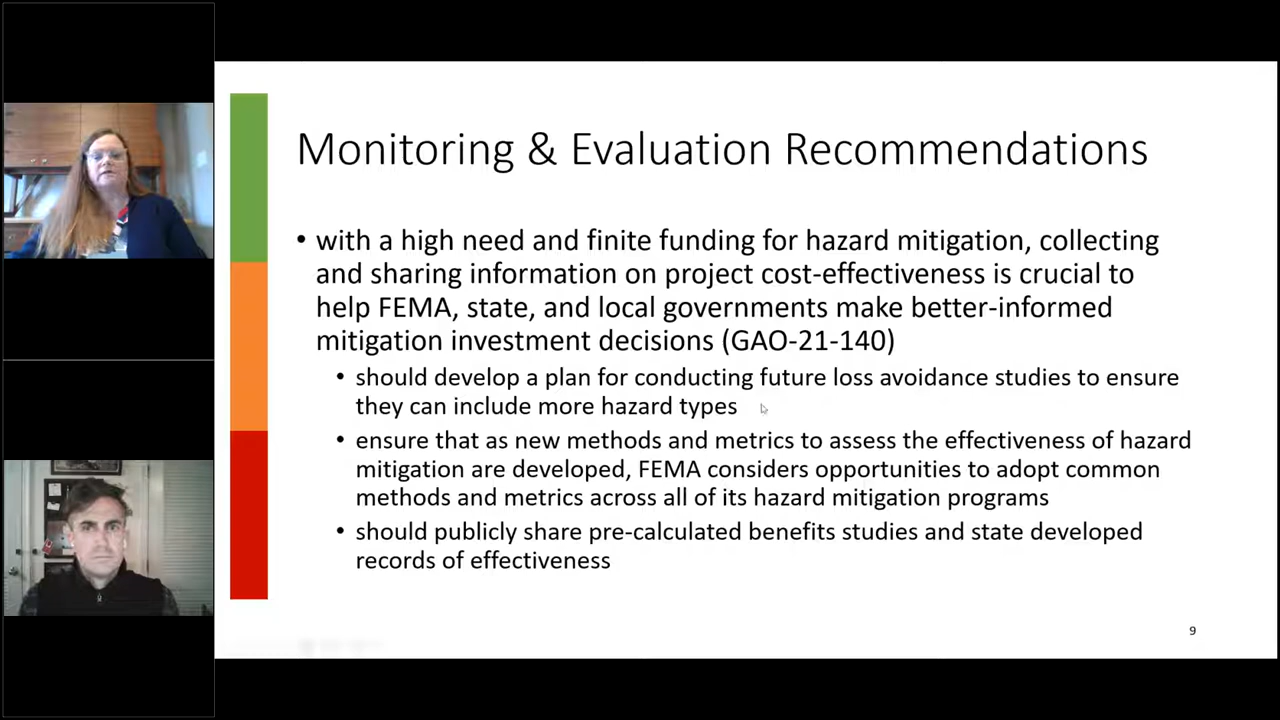 Monitoring & Evaluation Recommendations
• with a high need and finite funding for hazard mitigation, collecting
and sharing information on project cost-effectiveness is crucial to
help FEMA, state, and local governments make better-informed
mitigation investment decisions (GAO-21-140)
• should develop a plan for conducting future loss avoidance studies to ensure
they can include more hazard types
• ensure that as new methods and metrics to assess the effectiveness of hazard
mitigation are developed, FEMA considers opportunities to adopt common
methods and metrics across all of its hazard mitigation programs
• should publicly share pre-calculated benefits studies and state developed
records of effectiveness
9